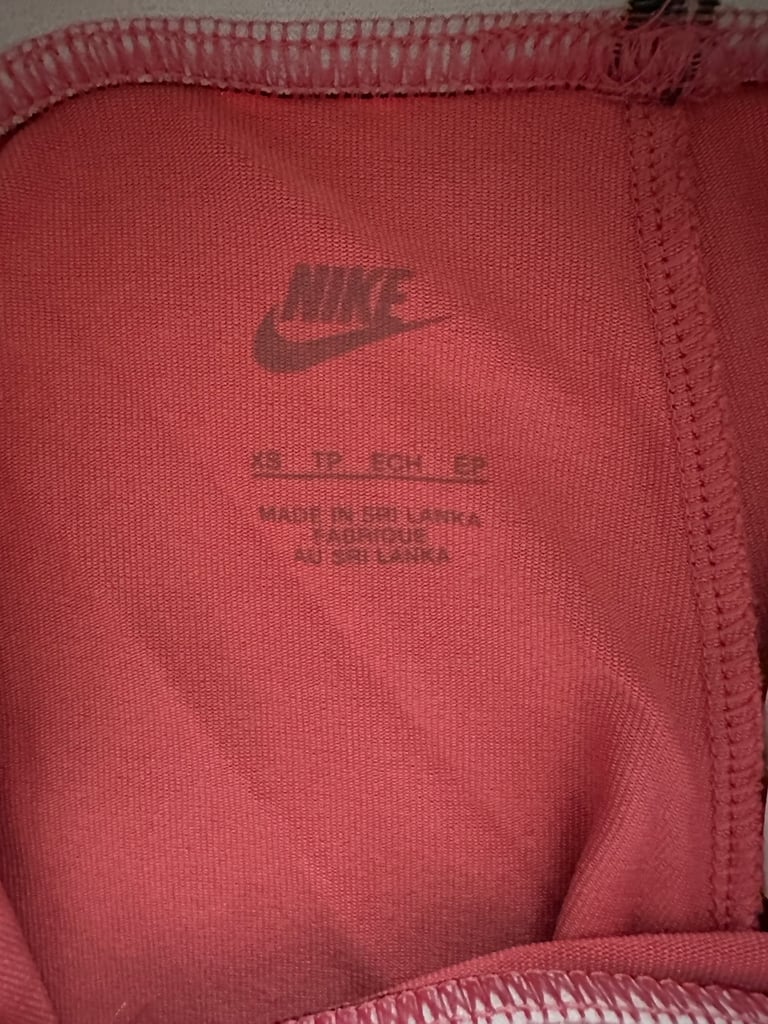 NIKE
XS TP ECH EP
MADE IN SRI LANKA
FABRIQUE
AU SRI LANKA